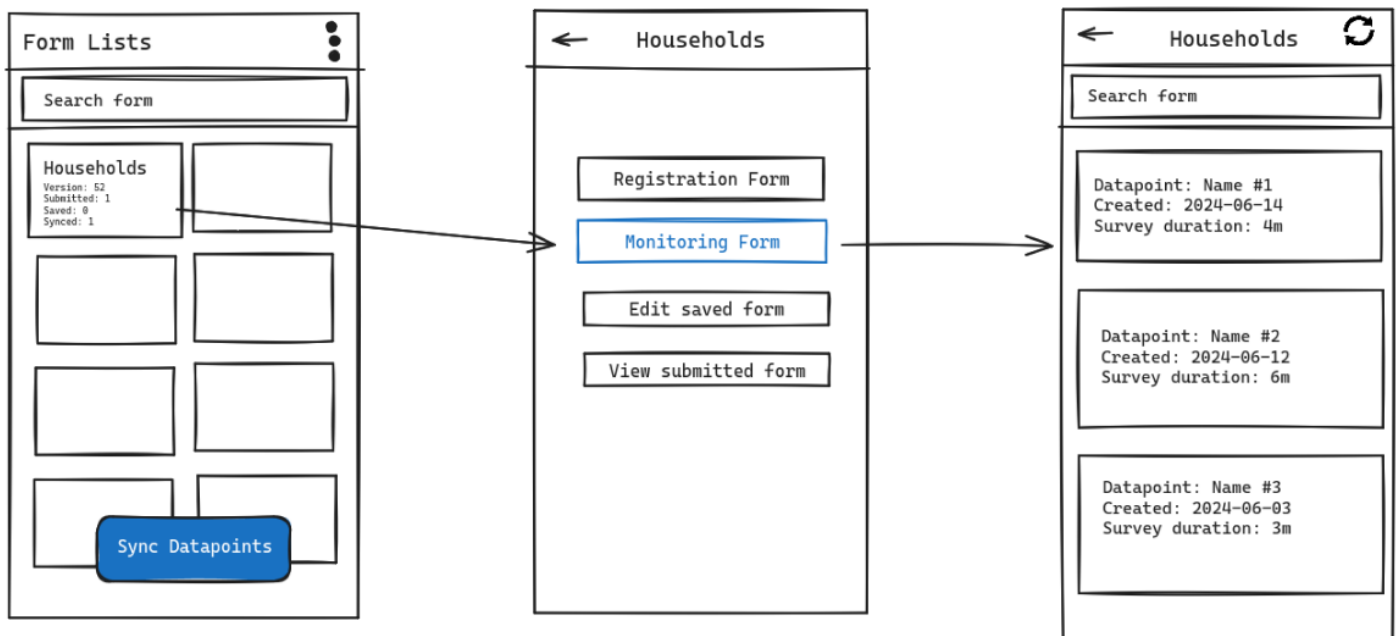 Form Lists
Search form
Households
Version: 52
Submitted: 1
Saved: 0
Synced: 1
Sync Datapoints
Households
Registration Form
Monitoring Form
Edit saved form
View submitted form
Households
Search form
Datapoint: Name #1
Created: 2024-06-14
Survey duration: 4m
Datapoint: Name #2
Created: 2024-06-12
Survey duration: 6m
Datapoint: Name #3
Created: 2024-06-03
Survey duration: 3m